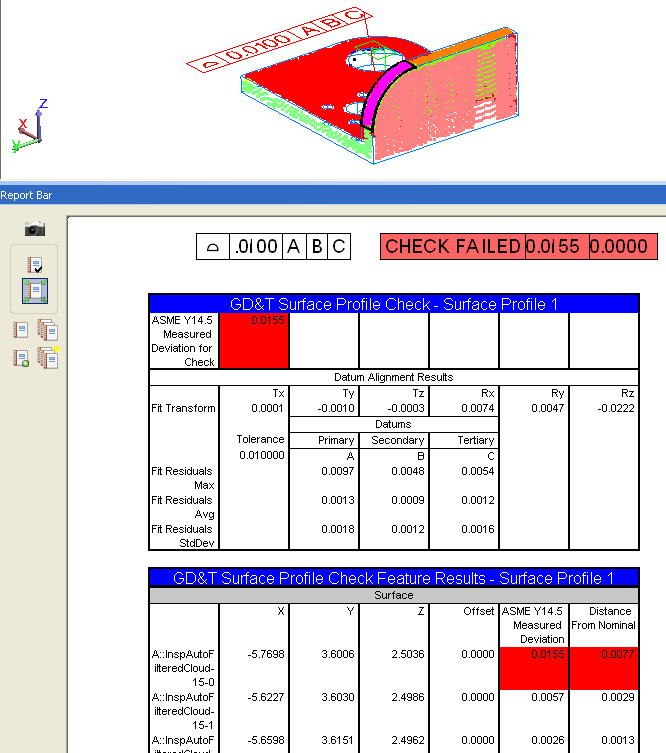 0.0100 A B C
Z
X
Y
Report Bar
.0100 A B C
CHECK FAILED 0.0155 0.0000
GD&T Surface Profile Check - Surface Profile 1
ASME Y14.5 Measured Deviation for Check 0.0155
Datum Alignment Results
Tx Ty Tz Rx Ry Rz
Fit Transform 0.0001 -0.0010 -0.0003 0.0074 0.0047 -0.0222
Datums
Tolerance Primary Secondary Tertiary
0.010000 A B C
Fit Residuals Max 0.0097 0.0048 0.0054
Fit Residuals Avg 0.0013 0.0009 0.0012
Fit Residuals StdDev 0.0018 0.0012 0.0016
GD&T Surface Profile Check Feature Results - Surface Profile 1
Surface
X Y Z Offset ASME Y14.5 Measured Deviation Distance From Nominal
A::InspAutoFilteredCloud-15-0 -5.7698 3.6006 2.5036 0.0000 0.0155 0.0077
A::InspAutoFilteredCloud-15-1 -5.6227 3.6030 2.4986 0.0000 0.0057 0.0029
A::InspAutoF -5.6598 3.6151 2.4962 0.0000 0.0026 0.0013